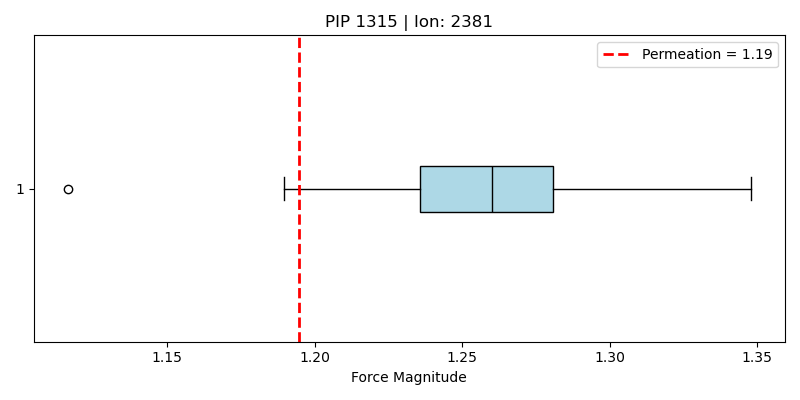 PIP 1315 | Ion: 2381
Permeation = 1.19
1
1.15 1.20 1.25 1.30 1.35
Force Magnitude